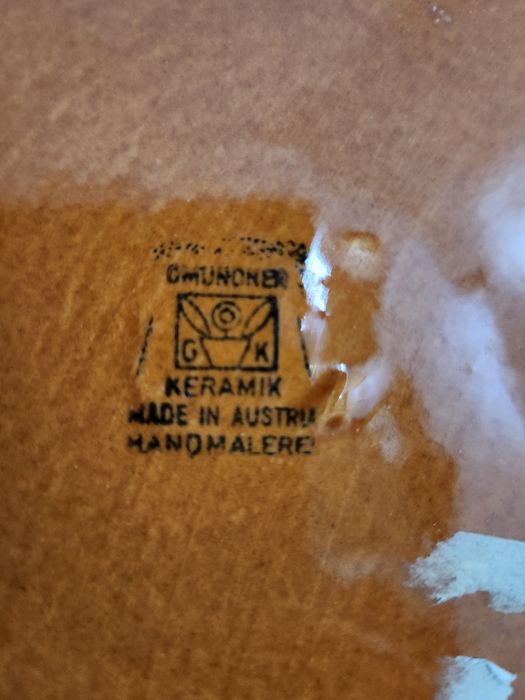 GMUNDNER
G K
KERAMIK
MADE IN AUSTRIA
HANDMALEREI